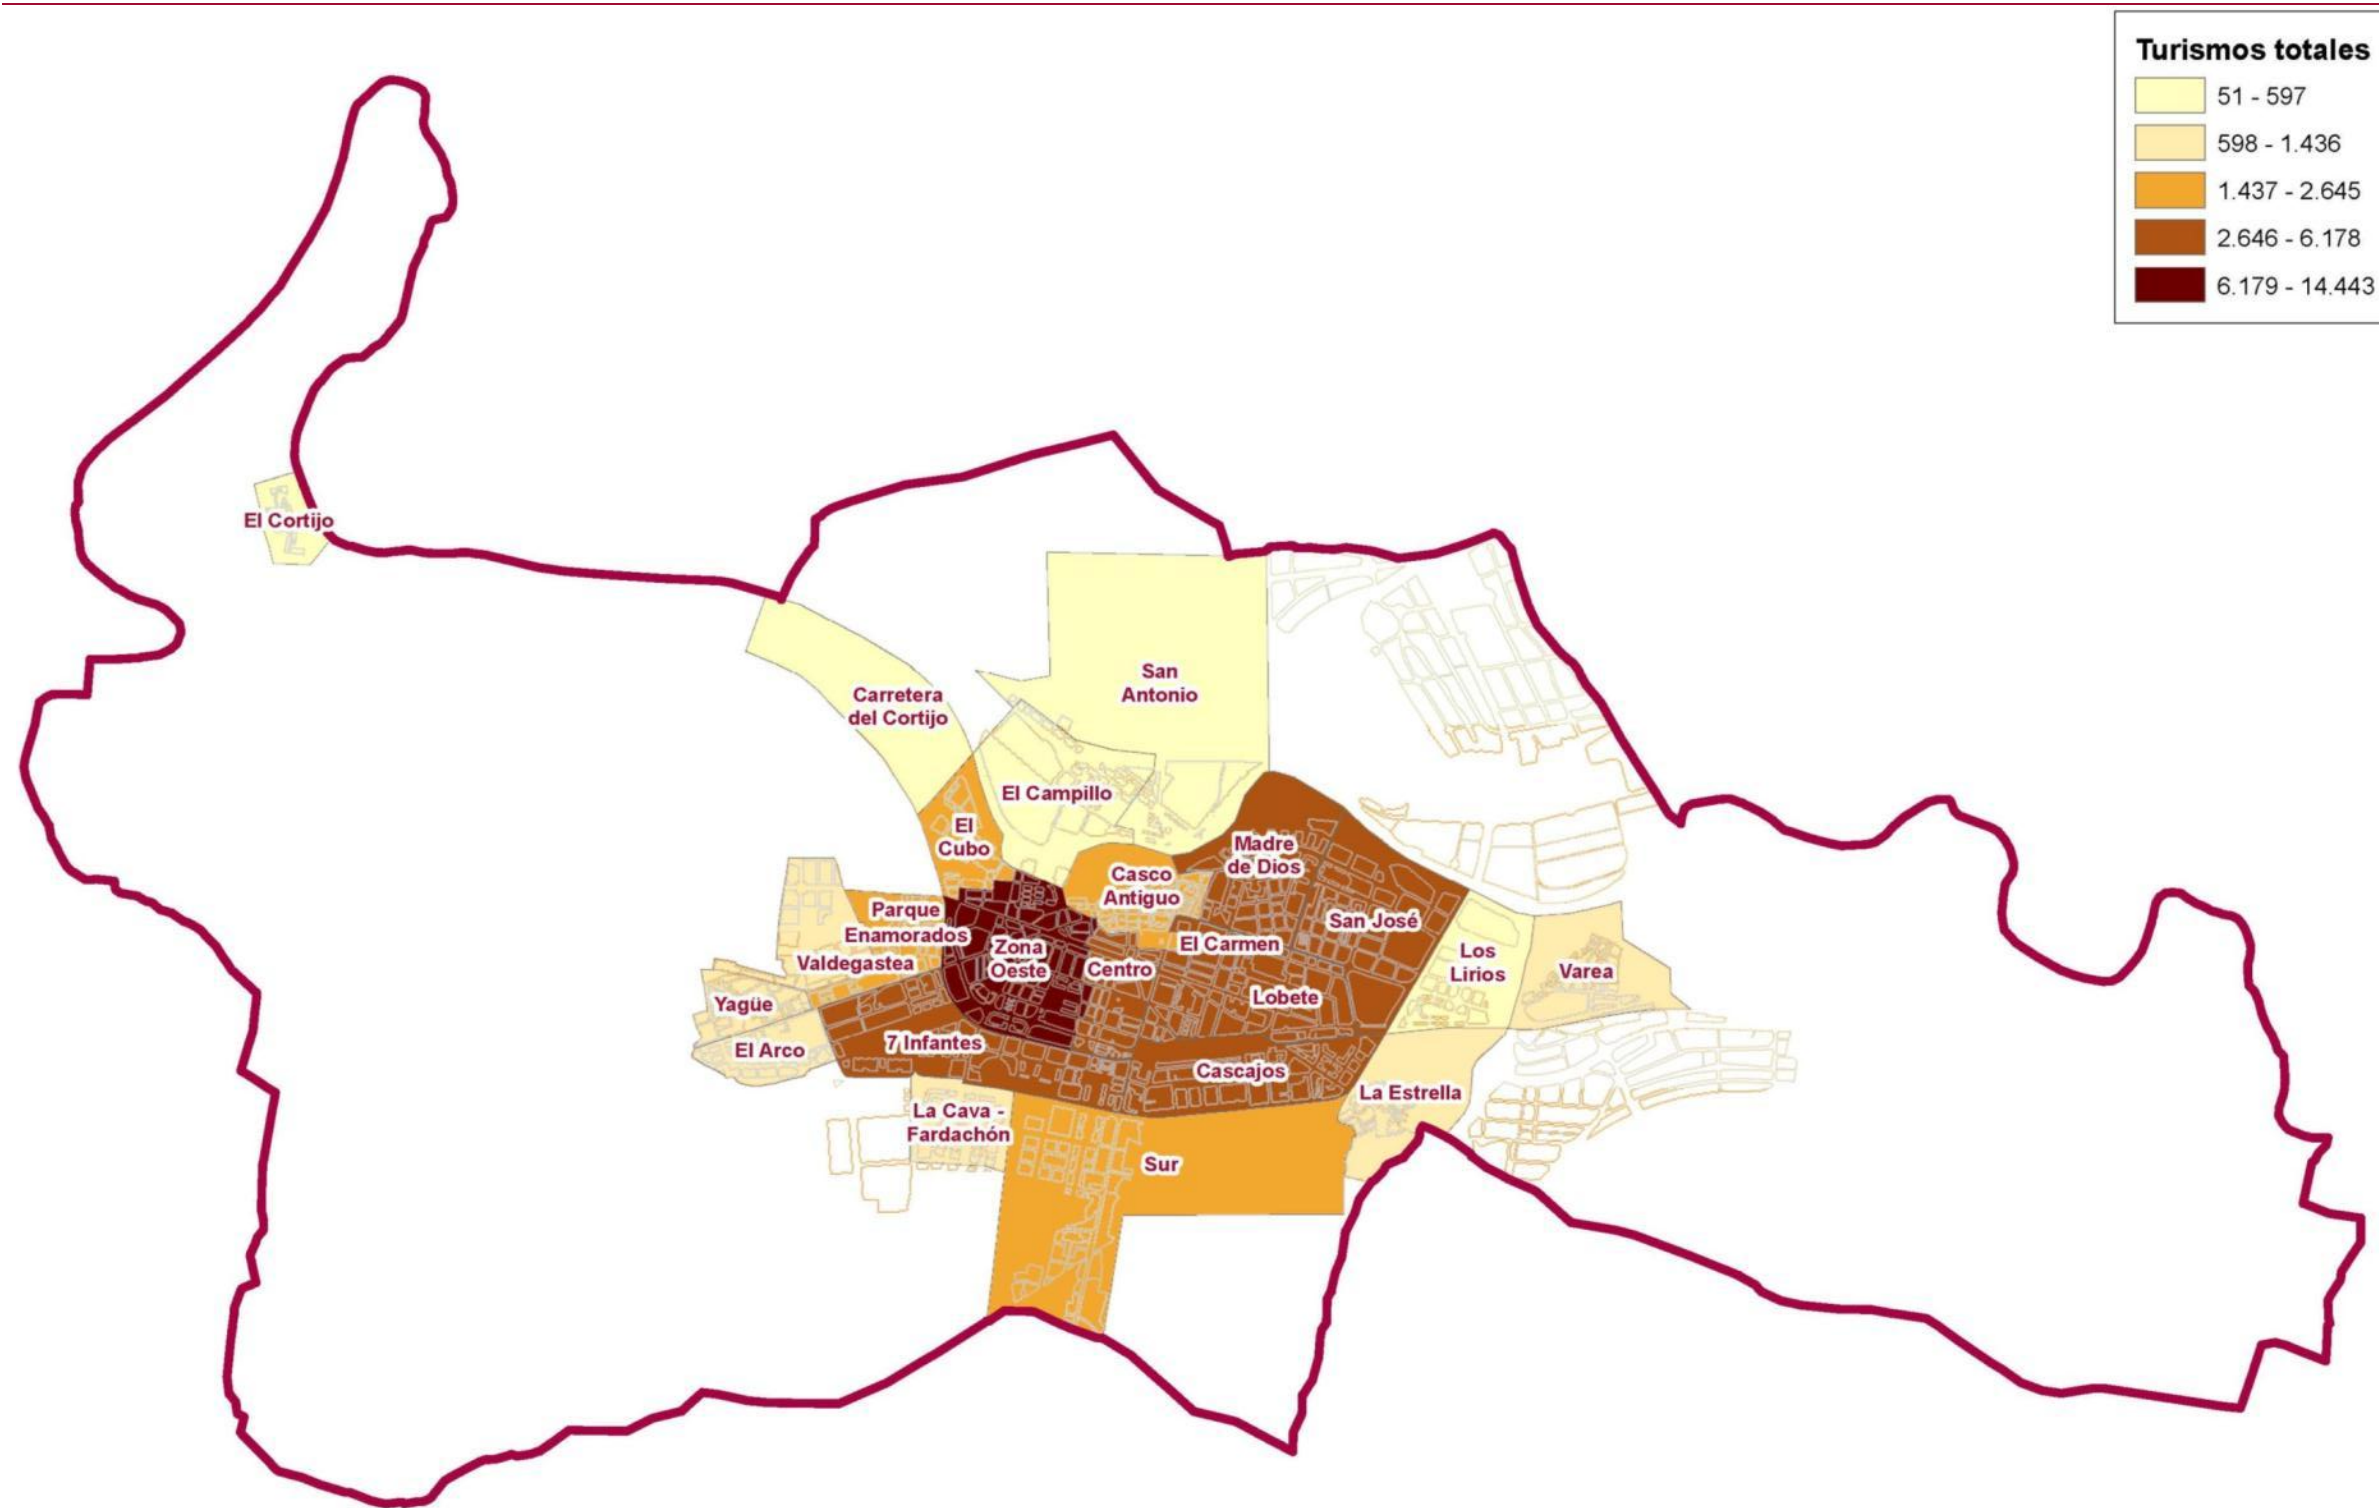 Turismos totales
51 - 597
598 - 1.436
1.437 - 2.645
2.646 - 6.178
6.179 - 14.443
El Cortijo
San
Antonio
Carretera
del Cortijo
El Campillo
El
Cubo
Madre
de Dios
Casco
Antiguo
Parque
Enamorados
San José
El Carmen
Zona
Oeste
Centro
Los
Lirios
Varea
Valdegastea
Yagüe
Lobete
El Arco
7 Infantes
Cascajos
La Estrella
La Cava -
Fardachón
Sur